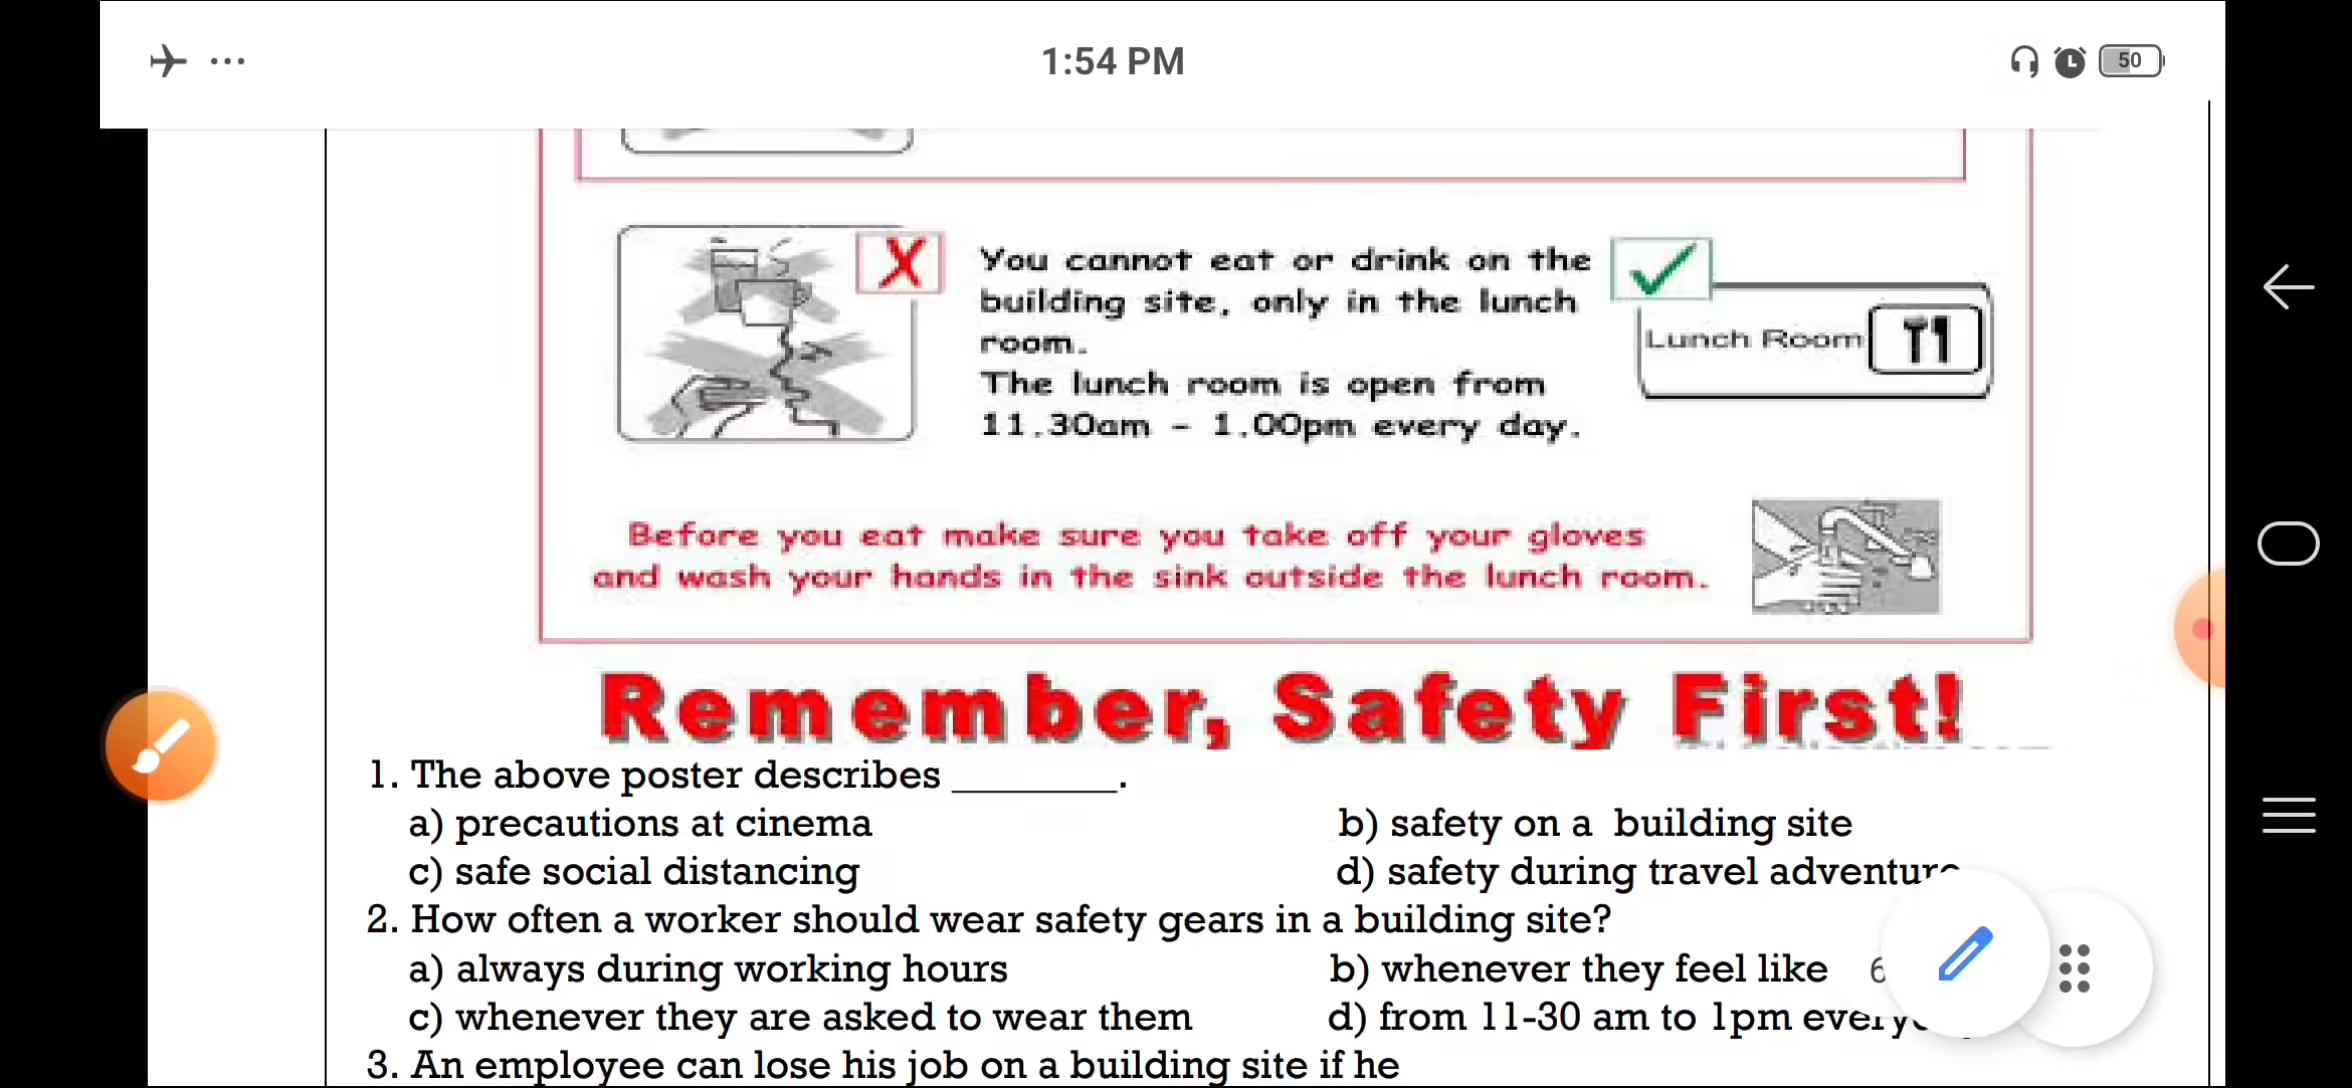 1:54 PM
50
You cannot eat or drink on the
building site, only in the lunch
room.
The lunch room is open from
11.30am - 1.00pm every day.
Lunch Room
Before you eat make sure you take off your gloves
and wash your hands in the sink outside the lunch room.
Remember, Safety First!
1. The above poster describes ________.
a) precautions at cinema
b) safety on a building site
c) safe social distancing
d) safety during travel
2. How often a worker should wear safety gears in a building site?
a) always during working hours
b) whenever they feel like
c) whenever they are asked to wear them
d) from 11-30 am to 1pm
3. An employee can lose his job on a building site if he